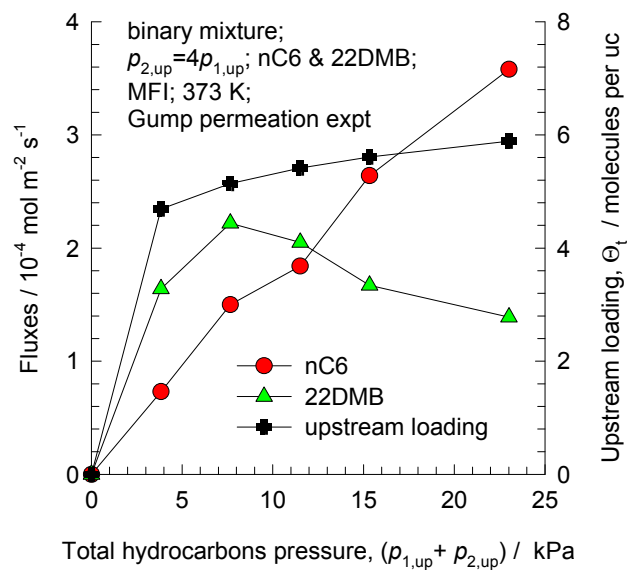 binary mixture;
p2,up=4p1,up; nC6 & 22DMB;
MFI; 373 K;
Gump permeation expt
Fluxes / 10⁻⁴ mol m⁻² s⁻¹
4
3
2
1
0
8
6
4
2
0
Upstream loading, Θt / molecules per uc
nC6
22DMB
upstream loading
0 5 10 15 20 25
Total hydrocarbons pressure, (p1,up+ p2,up) / kPa